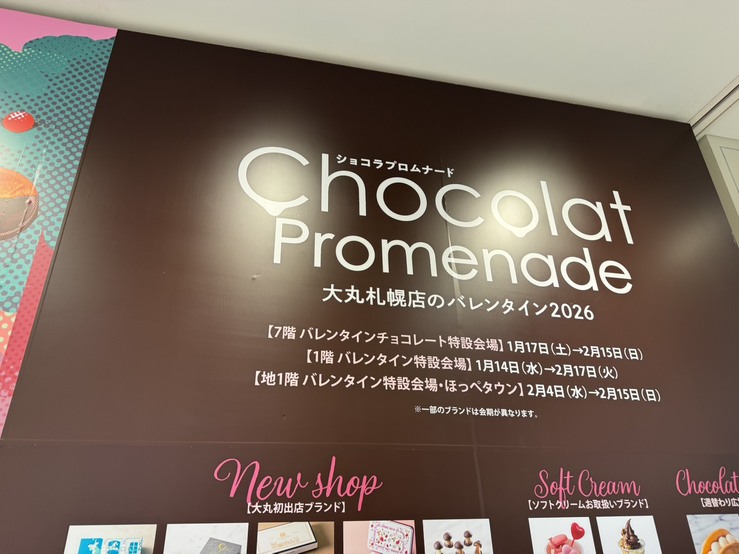 ショコラプロムナード
Chocolat
Promenade
大丸札幌店のバレンタイン2026
【7階 バレンタインチョコレート特設会場】1月17日(土)→2月15日(日)
【1階 バレンタイン特設会場】1月14日(水)→2月17日(火)
【地1階 バレンタイン特設会場・ほっぺタウン】2月4日(水)→2月15日(日)
※一部のブランドは会期が異なります。
New shop
【大丸初出店ブランド】
Soft Cream
【ソフトクリームお取扱いブランド】
Chocolat
【週替わり広